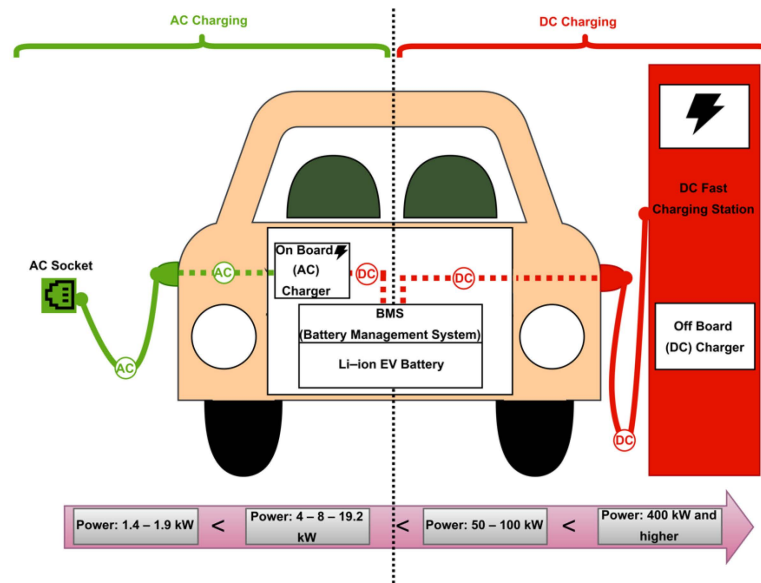 AC Charging
DC Charging
DC Fast
Charging Station
AC Socket
On Board
(AC)
Charger
AC
DC
DC
BMS
(Battery Management System)
Li–ion EV Battery
Off Board
(DC) Charger
AC
DC
Power: 1.4 – 1.9 kW
<
Power: 4 – 8 – 19.2
kW
<
Power: 50 – 100 kW
<
Power: 400 kW and
higher